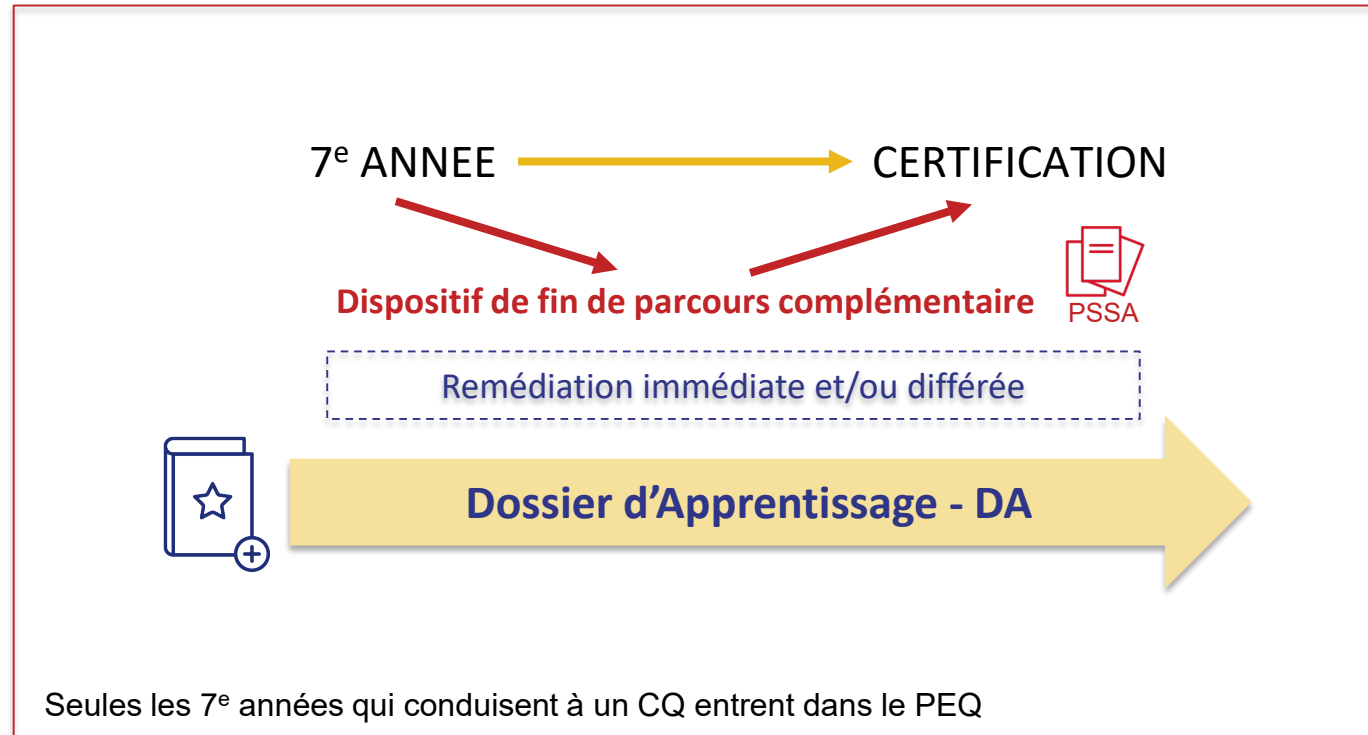 7e ANNEE
CERTIFICATION
Dispositif de fin de parcours complémentaire
PSSA
Remédiation immédiate et/ou différée
Dossier d’Apprentissage - DA
Seules les 7e années qui conduisent à un CQ entrent dans le PEQ